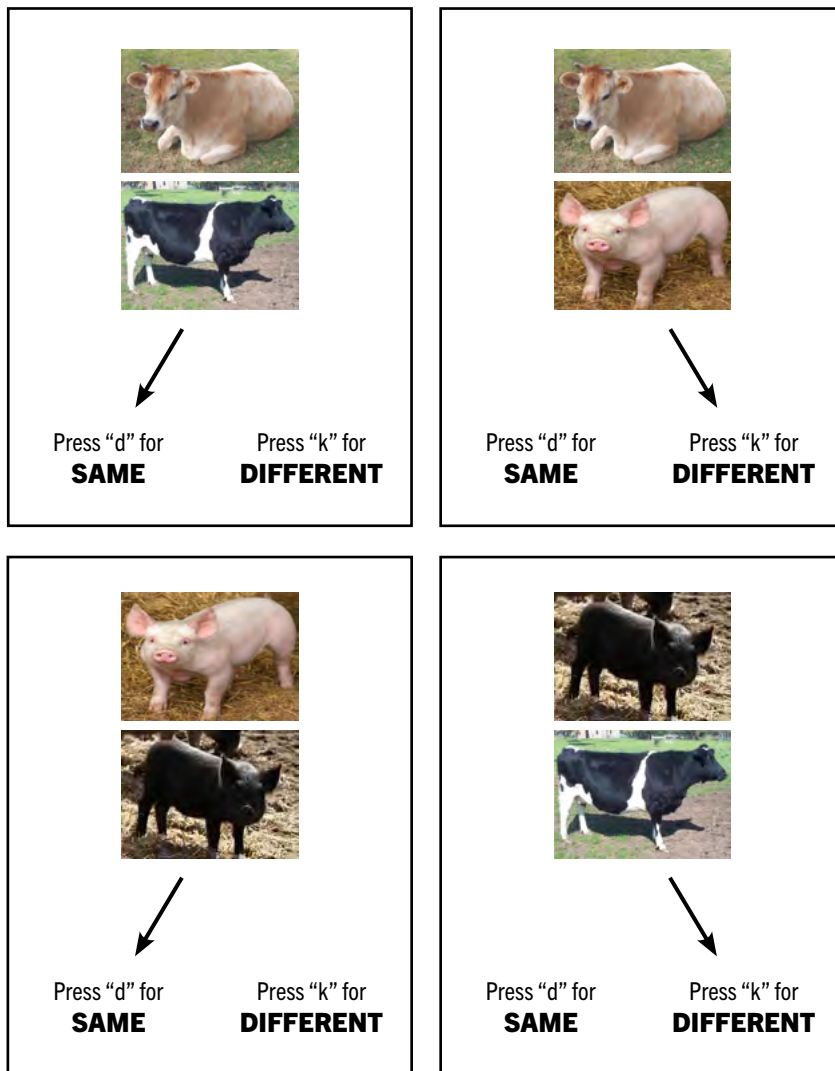 Press “d” for
SAME
Press “k” for
DIFFERENT
Press “d” for
SAME
Press “k” for
DIFFERENT
Press “d” for
SAME
Press “k” for
DIFFERENT
Press “d” for
SAME
Press “k” for
DIFFERENT